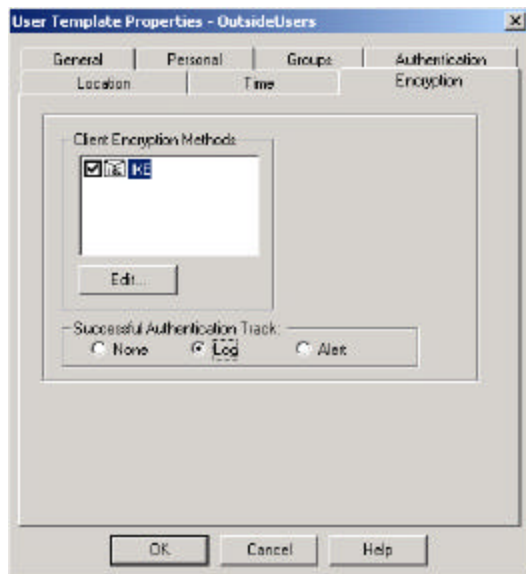 User Template Properties - OutsideUsers
General Personal Groups Authentication
Location Time Encryption
Client Encryption Methods
IKE
Edit...
Successful Authentication Track:
None Log Alert
OK Cancel Help